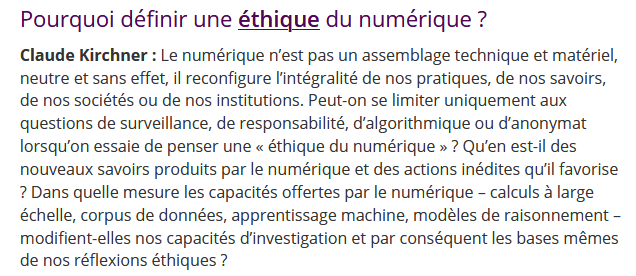 Pourquoi définir une éthique du numérique ?
Claude Kirchner : Le numérique n’est pas un assemblage technique et matériel,
neutre et sans effet, il reconfigure l’intégralité de nos pratiques, de nos savoirs,
de nos sociétés ou de nos institutions. Peut-on se limiter uniquement aux
questions de surveillance, de responsabilité, d’algorithmique ou d’anonymat
lorsqu’on essaie de penser une « éthique du numérique » ? Qu’en est-il des
nouveaux savoirs produits par le numérique et des actions inédites qu’il favorise
? Dans quelle mesure les capacités offertes par le numérique – calculs à large
échelle, corpus de données, apprentissage machine, modèles de raisonnement –
modifient-elles nos capacités d’investigation et par conséquent les bases mêmes
de nos réflexions éthiques ?